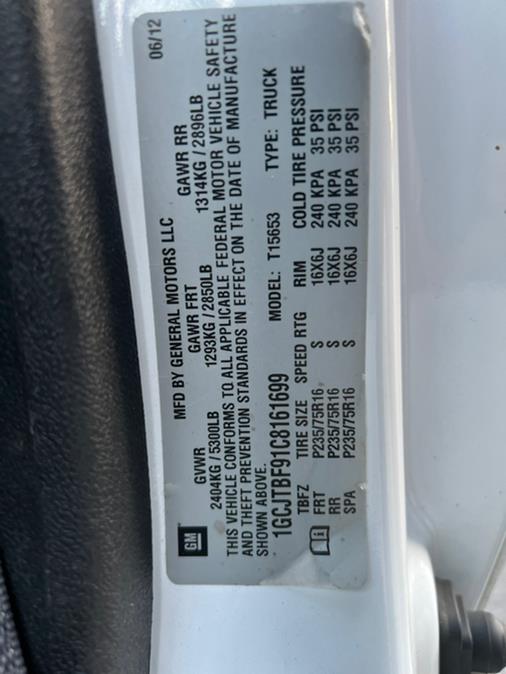 GM
MFD BY GENERAL MOTORS LLC 06/12
GVWR GAWR FRT GAWR RR
2404KG/5300LB 1293KG/2850LB 1314KG/2896LB
THIS VEHICLE CONFORMS TO ALL APPLICABLE FEDERAL MOTOR VEHICLE SAFETY
AND THEFT PREVENTION STANDARDS IN EFFECT ON THE DATE OF MANUFACTURE
SHOWN ABOVE.
1GCJTBF91C8161699 MODEL: T15653 TYPE: TRUCK
TBFZ TIRE SIZE SPEED RTG RIM COLD TIRE PRESSURE
FRT P235/75R16 S 16X6J 240 KPA 35 PSI
RR P235/75R16 S 16X6J 240 KPA 35 PSI
SPA P235/75R16 S 16X6J 240 KPA 35 PSI